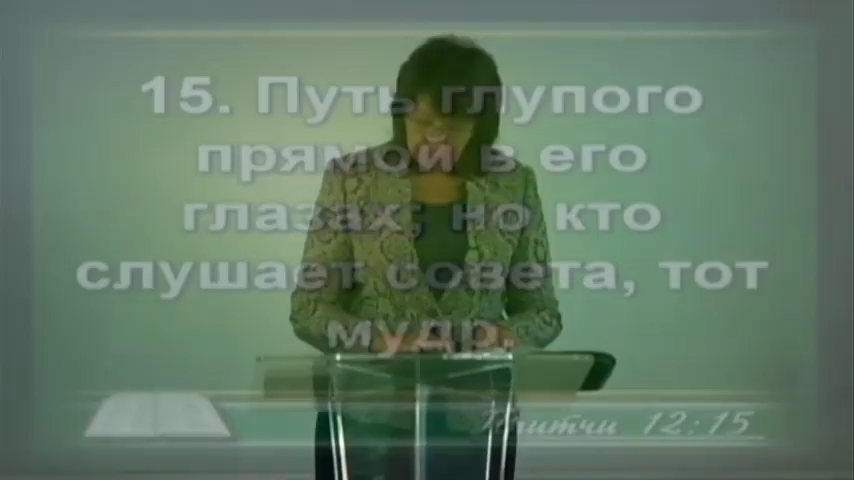 15. Путь глупого
прямой в его
глазах; но кто
слушает совета, тот
мудр.
Притчи 12:15